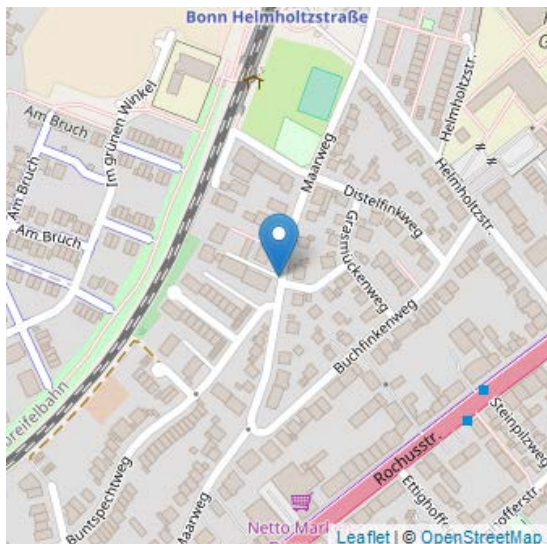 Bonn Helmholtzstraße
Am Bruch
Im grünen Winkel
Helmholtzstr.
Am Bruch
Maarweg
Helmholtzstr.
Distelfinkweg
Am Bruch
Grasmückenweg
Buchfinkenweg
Steinpilzweg
Rochusstr.
Buntspechtweg
Maarweg
Netto
Leaflet | © OpenStreetMap